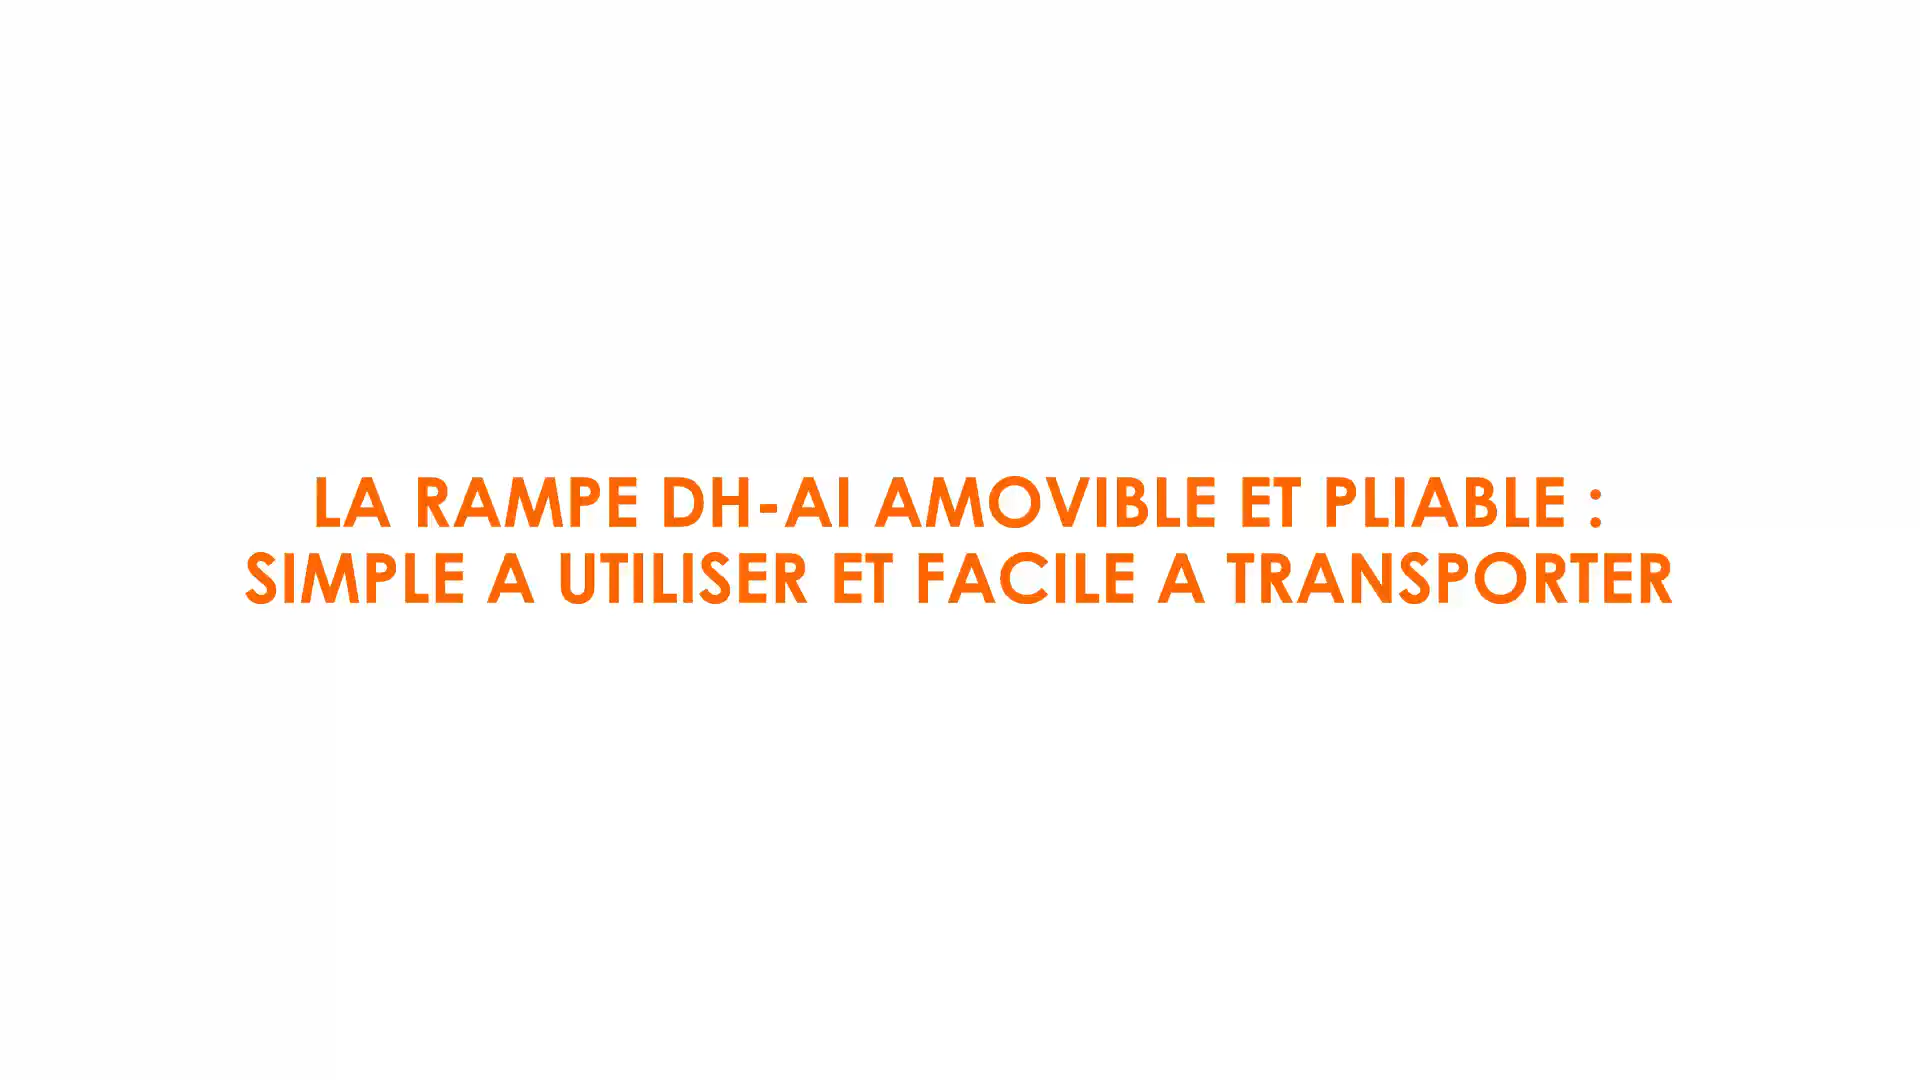 LA RAMPE DH-AI AMOVIBLE ET PLIABLE :
SIMPLE A UTILISER ET FACILE A TRANSPORTER